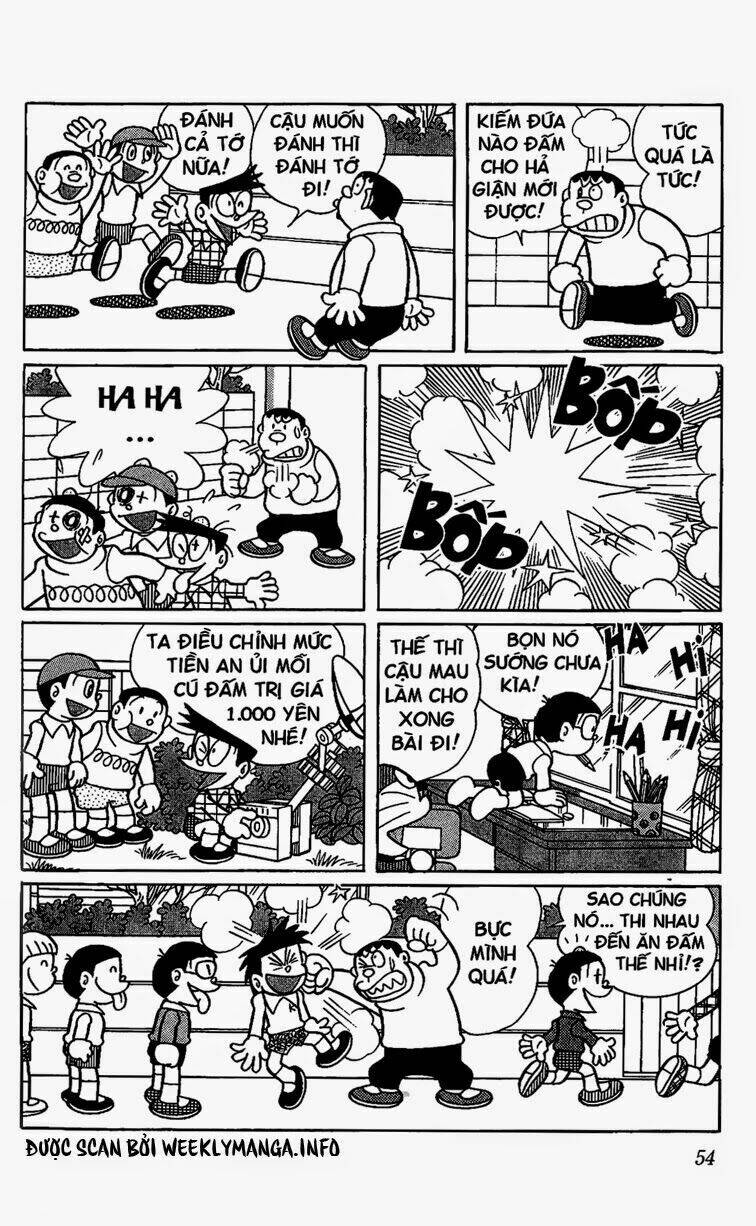 TỨC
QUÁ LÀ
TỨC!
KIẾM ĐỨA
NÀO ĐẤM
CHO HẢ
GIẬN MỚI
ĐƯỢC!
CẬU MUỐN
ĐÁNH THÌ
ĐÁNH TỚ
ĐI!
ĐÁNH
CẢ TỚ
NỮA!
BỐP
BỐP
HA HA
...
BỌN NÓ
SƯỚNG CHƯA
KÌA!
HA
HI
HA
HI
THẾ THÌ
CẬU MAU
LÀM CHO
XONG
BÀI ĐI!
TA ĐIỀU CHỈNH MỨC
TIỀN AN ỦI MỖI
CÚ ĐẤM TRỊ GIÁ
1.000 YÊN
NHÉ!
SAO CHÚNG
NÓ... THI NHAU
ĐẾN ĂN ĐẤM
THẾ NHỈ!?
BỰC
MÌNH
QUÁ!
ĐƯỢC SCAN BỞI WEEKLYMANGA.INFO
54